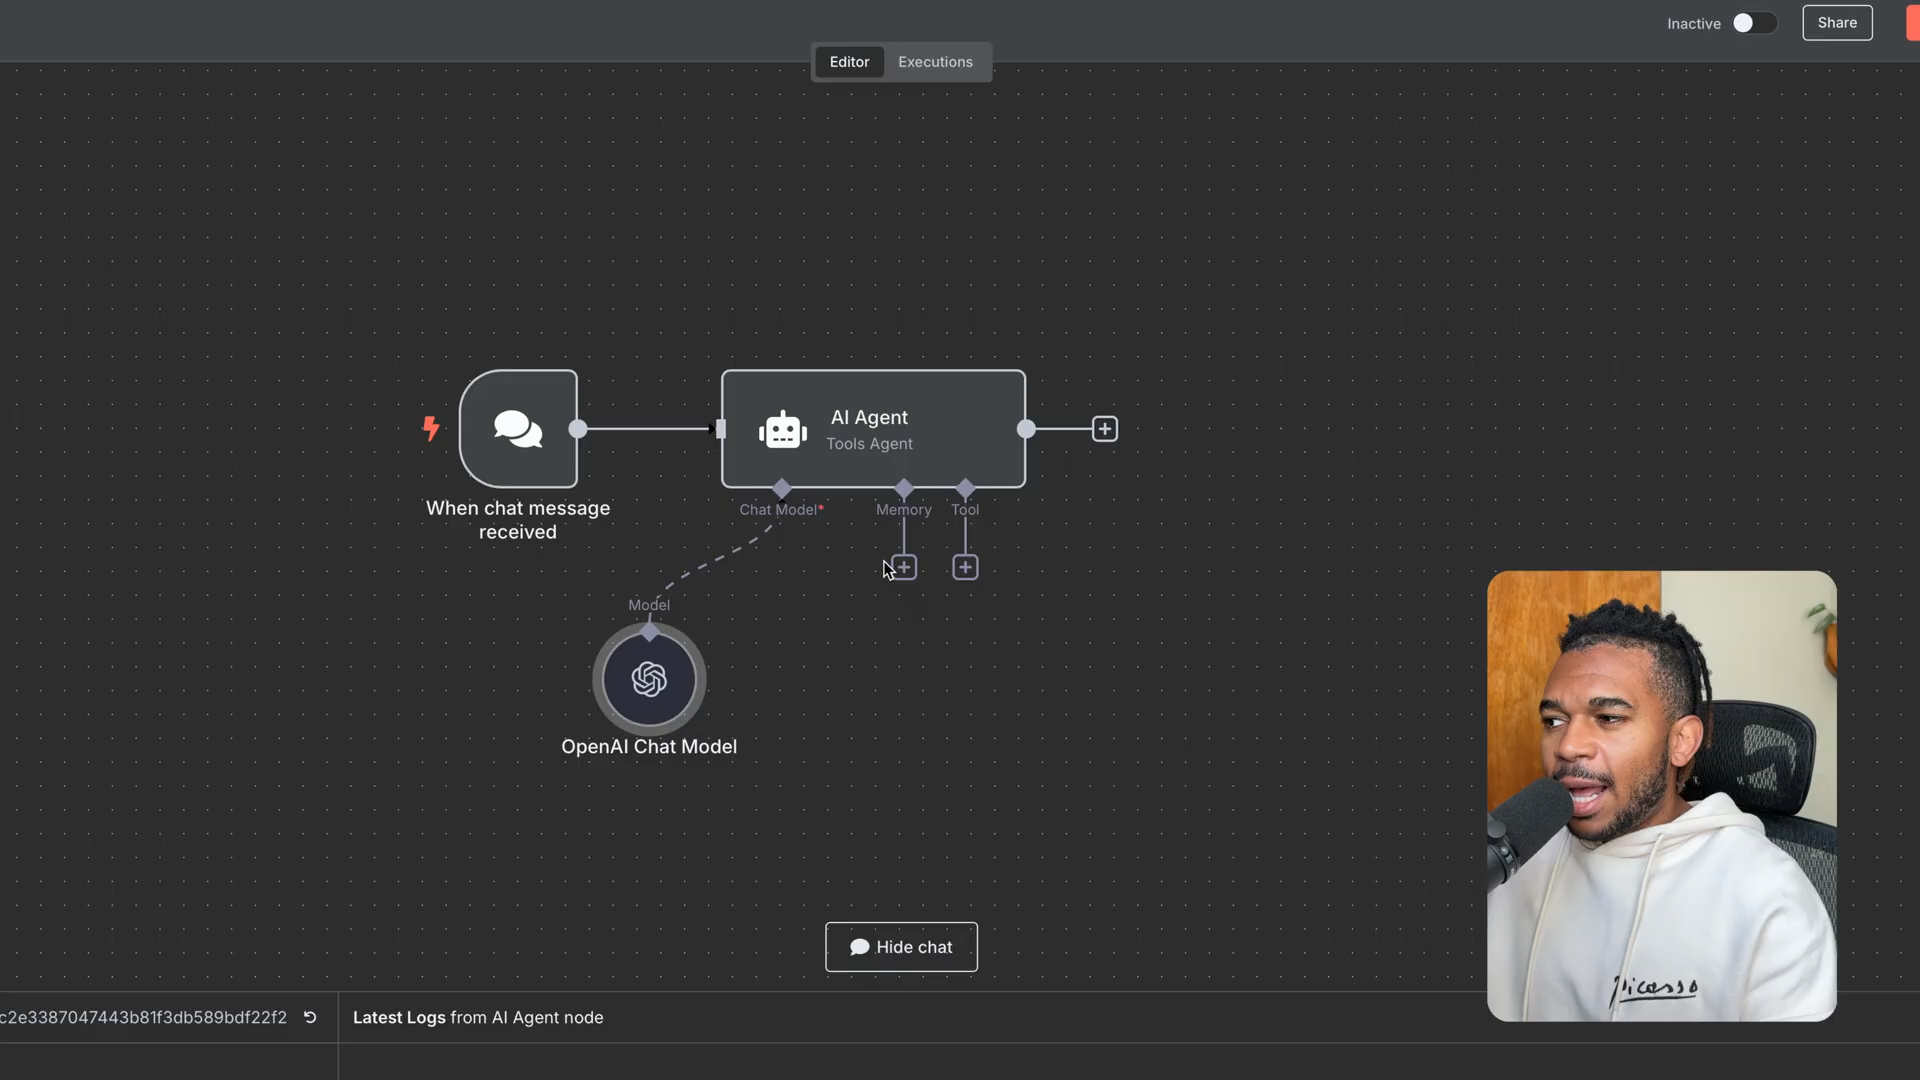 Inactive
Share
Editor
Executions
AI Agent
Tools Agent
When chat message
received
Chat Model*
Memory
Tool
Model
OpenAI Chat Model
Hide chat
c2e3387047443b81f3db589bdf22f2
Latest Logs from AI Agent node
Picasso